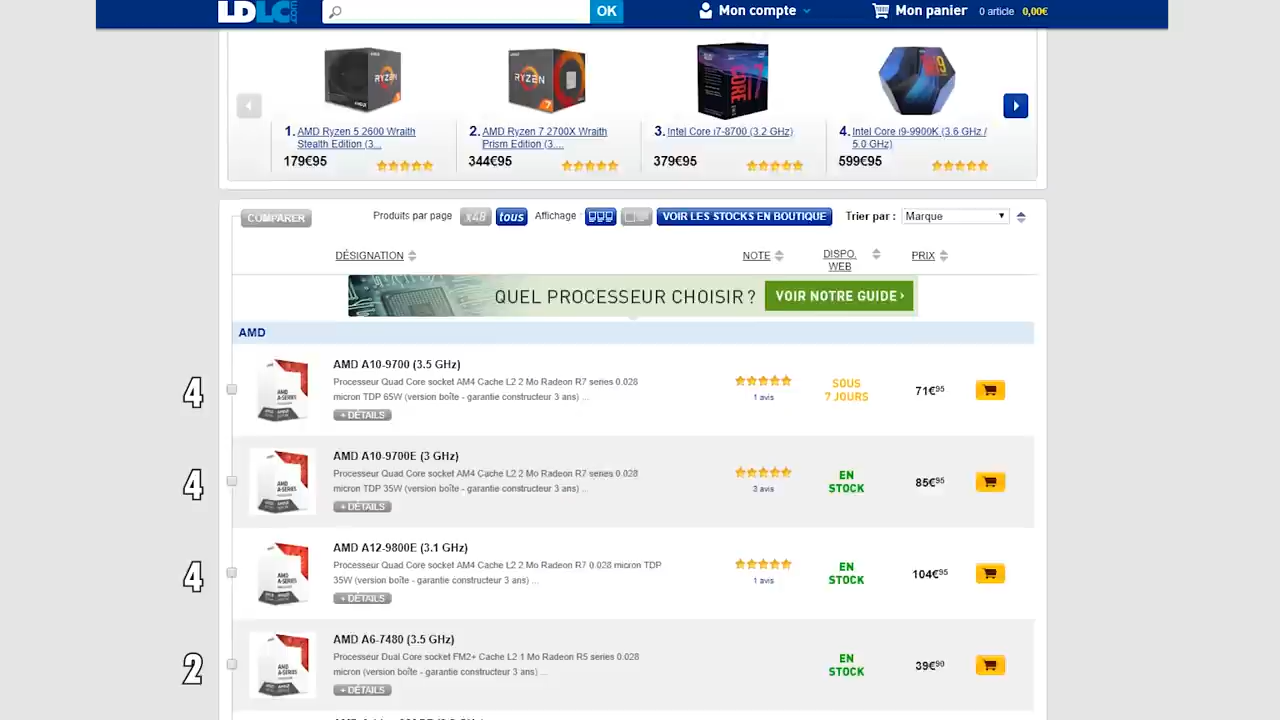 LDLC.com OK Mon compte Mon panier 0 article 0,00€
1. AMD Ryzen 5 2600 Wraith
Stealth Edition (3...
179€95
2. AMD Ryzen 7 2700X Wraith
Prism Edition (3....
344€95
3. Intel Core i7-8700 (3.2 GHz)
379€95
4. Intel Core i9-9900K (3.6 GHz /
5.0 GHz)
599€95
COMPARER Produits par page x48 tous Affichage VOIR LES STOCKS EN BOUTIQUE Trier par : Marque
DÉSIGNATION NOTE DISPO. WEB PRIX
QUEL PROCESSEUR CHOISIR ? VOIR NOTRE GUIDE ›
AMD
4
AMD A10-9700 (3.5 GHz)
Processeur Quad Core socket AM4 Cache L2 2 Mo Radeon R7 series 0.028
micron TDP 65W (version boîte - garantie constructeur 3 ans) ...
+ DÉTAILS
1 avis
SOUS
7 JOURS
71€95
4
AMD A10-9700E (3 GHz)
Processeur Quad Core socket AM4 Cache L2 2 Mo Radeon R7 series 0.028
micron TDP 35W (version boîte - garantie constructeur 3 ans) ...
+ DÉTAILS
3 avis
EN
STOCK
85€95
4
AMD A12-9800E (3.1 GHz)
Processeur Quad Core socket AM4 Cache L2 2 Mo Radeon R7 0.028 micron TDP
35W (version boîte - garantie constructeur 3 ans) ...
+ DÉTAILS
1 avis
EN
STOCK
104€95
2
AMD A6-7480 (3.5 GHz)
Processeur Dual Core socket FM2+ Cache L2 1 Mo Radeon R5 series 0.028
micron (version boîte - garantie constructeur 3 ans) ...
+ DÉTAILS
EN
STOCK
39€90